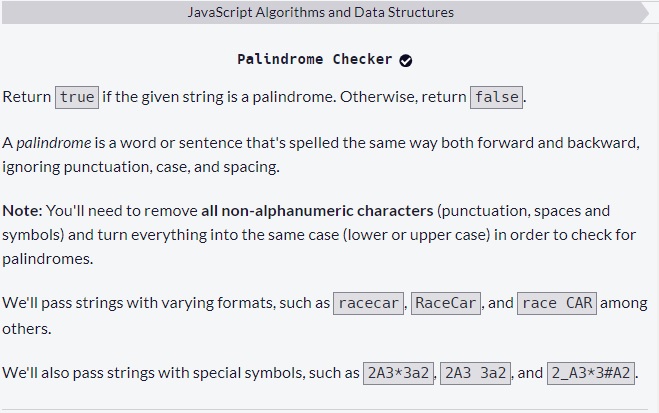 JavaScript Algorithms and Data Structures
Palindrome Checker
Return true if the given string is a palindrome. Otherwise, return false.
A palindrome is a word or sentence that's spelled the same way both forward and backward,
ignoring punctuation, case, and spacing.
Note: You'll need to remove all non-alphanumeric characters (punctuation, spaces and
symbols) and turn everything into the same case (lower or upper case) in order to check for
palindromes.
We'll pass strings with varying formats, such as racecar, RaceCar, and race CAR among
others.
We'll also pass strings with special symbols, such as 2A3*3a2, 2A3 3a2, and 2_A3*3#A2.